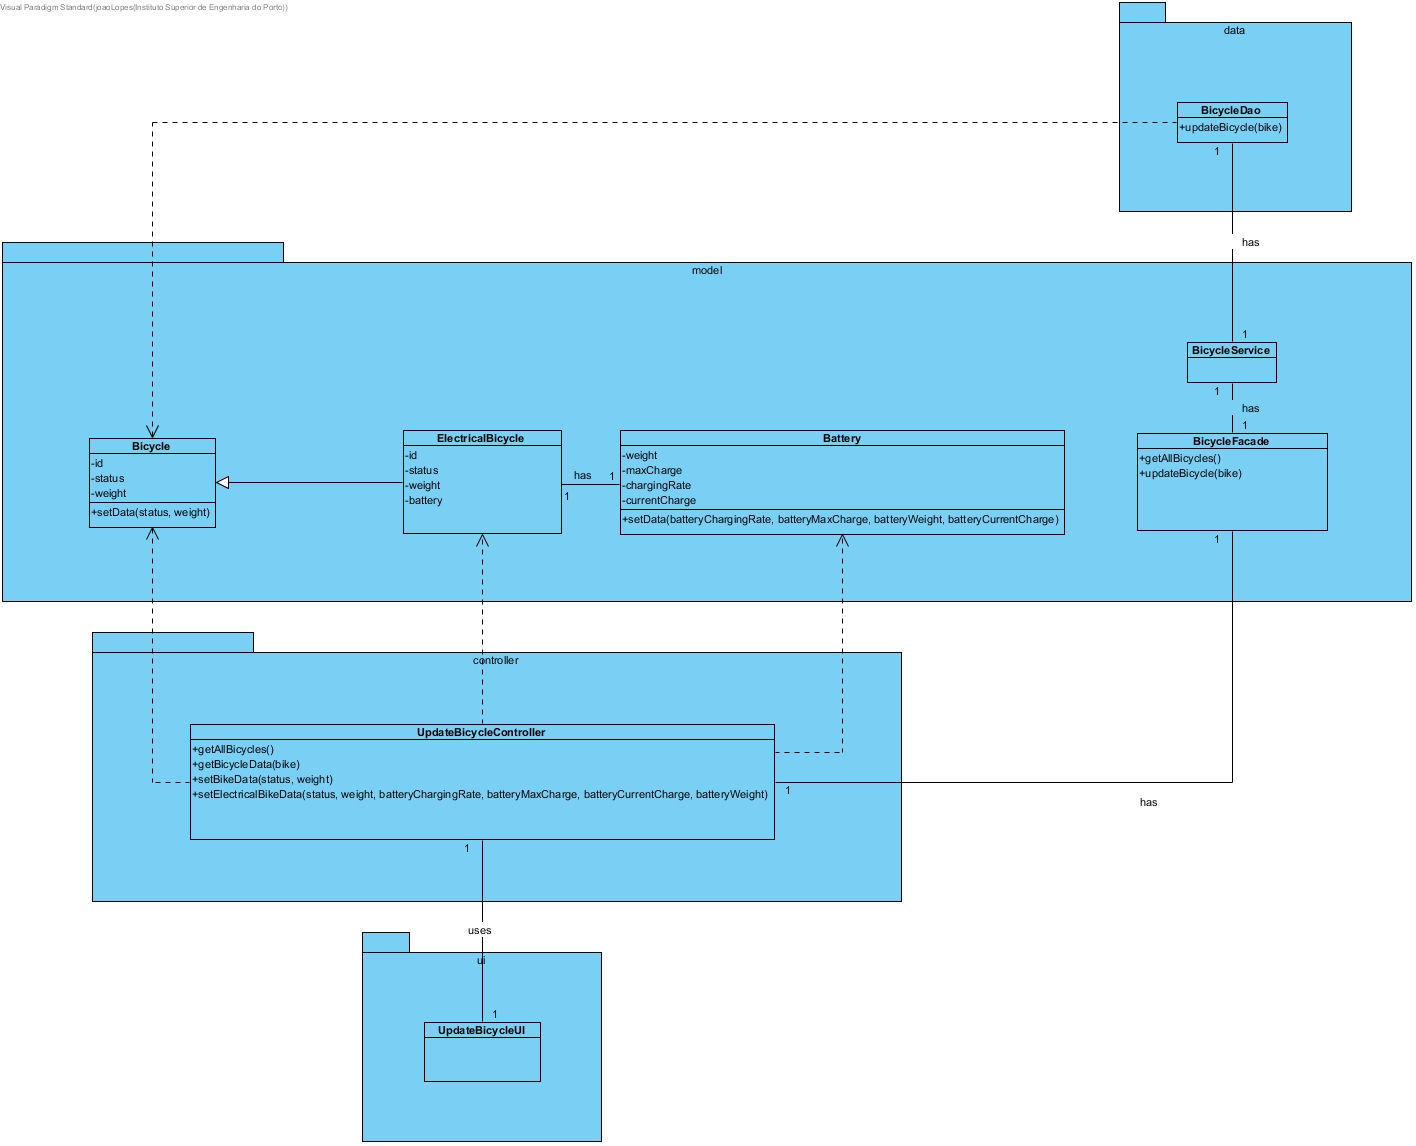 Visual Paradigm Standard(joaoLopes(Instituto Superior de Engenharia do Porto))
data
BicycleDao
+updateBicycle(bike)
1
has
model
1
BicycleService
1
has
1
BicycleFacade
+getAllBicycles()
+updateBicycle(bike)
1
Bicycle
-id
-status
-weight
+setData(status, weight)
ElectricalBicycle
-id
-status
-weight
-battery
has
1
1
Battery
-weight
-maxCharge
-chargingRate
-currentCharge
+setData(batteryChargingRate, batteryMaxCharge, batteryWeight, batteryCurrentCharge)
controller
UpdateBicycleController
+getAllBicycles()
+getBicycleData(bike)
+setBikeData(status, weight)
+setElectricalBikeData(status, weight, batteryChargingRate, batteryMaxCharge, batteryCurrentCharge, batteryWeight)
1
has
1
uses
ui
1
UpdateBicycleUI